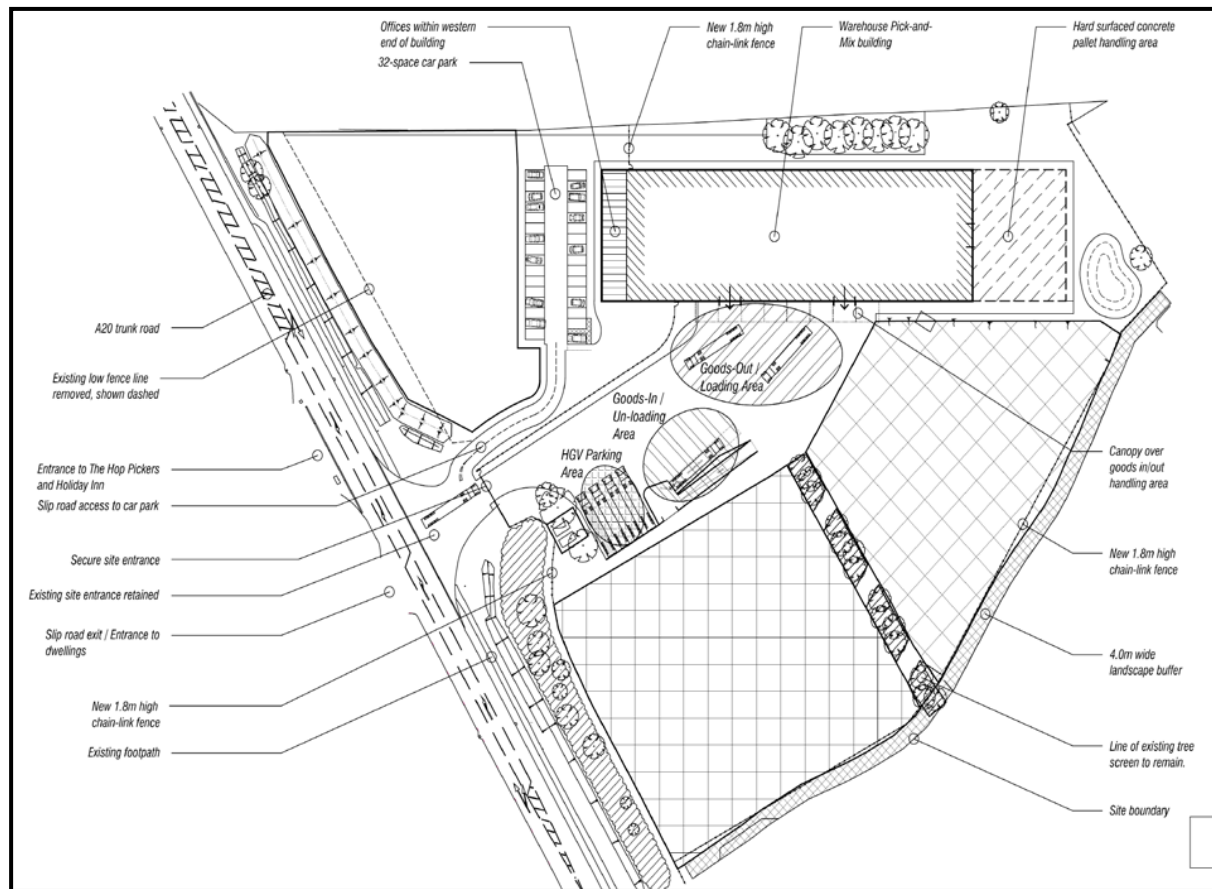 Offices within western
end of building
32-space car park
New 1.8m high
chain-link fence
Warehouse Pick-and-
Mix building
Hard surfaced concrete
pallet handling area
A20 trunk road
Existing low fence line
removed, shown dashed
Entrance to The Hop Pickers
and Holiday Inn
Slip road access to car park
Secure site entrance
Existing site entrance retained
Slip road exit / Entrance to
dwellings
New 1.8m high
chain-link fence
Existing footpath
Goods-Out /
Loading Area
Goods-In /
Un-loading
Area
HGV Parking
Area
Canopy over
goods in/out
handling area
New 1.8m high
chain-link fence
4.0m wide
landscape buffer
Line of existing tree
screen to remain.
Site boundary